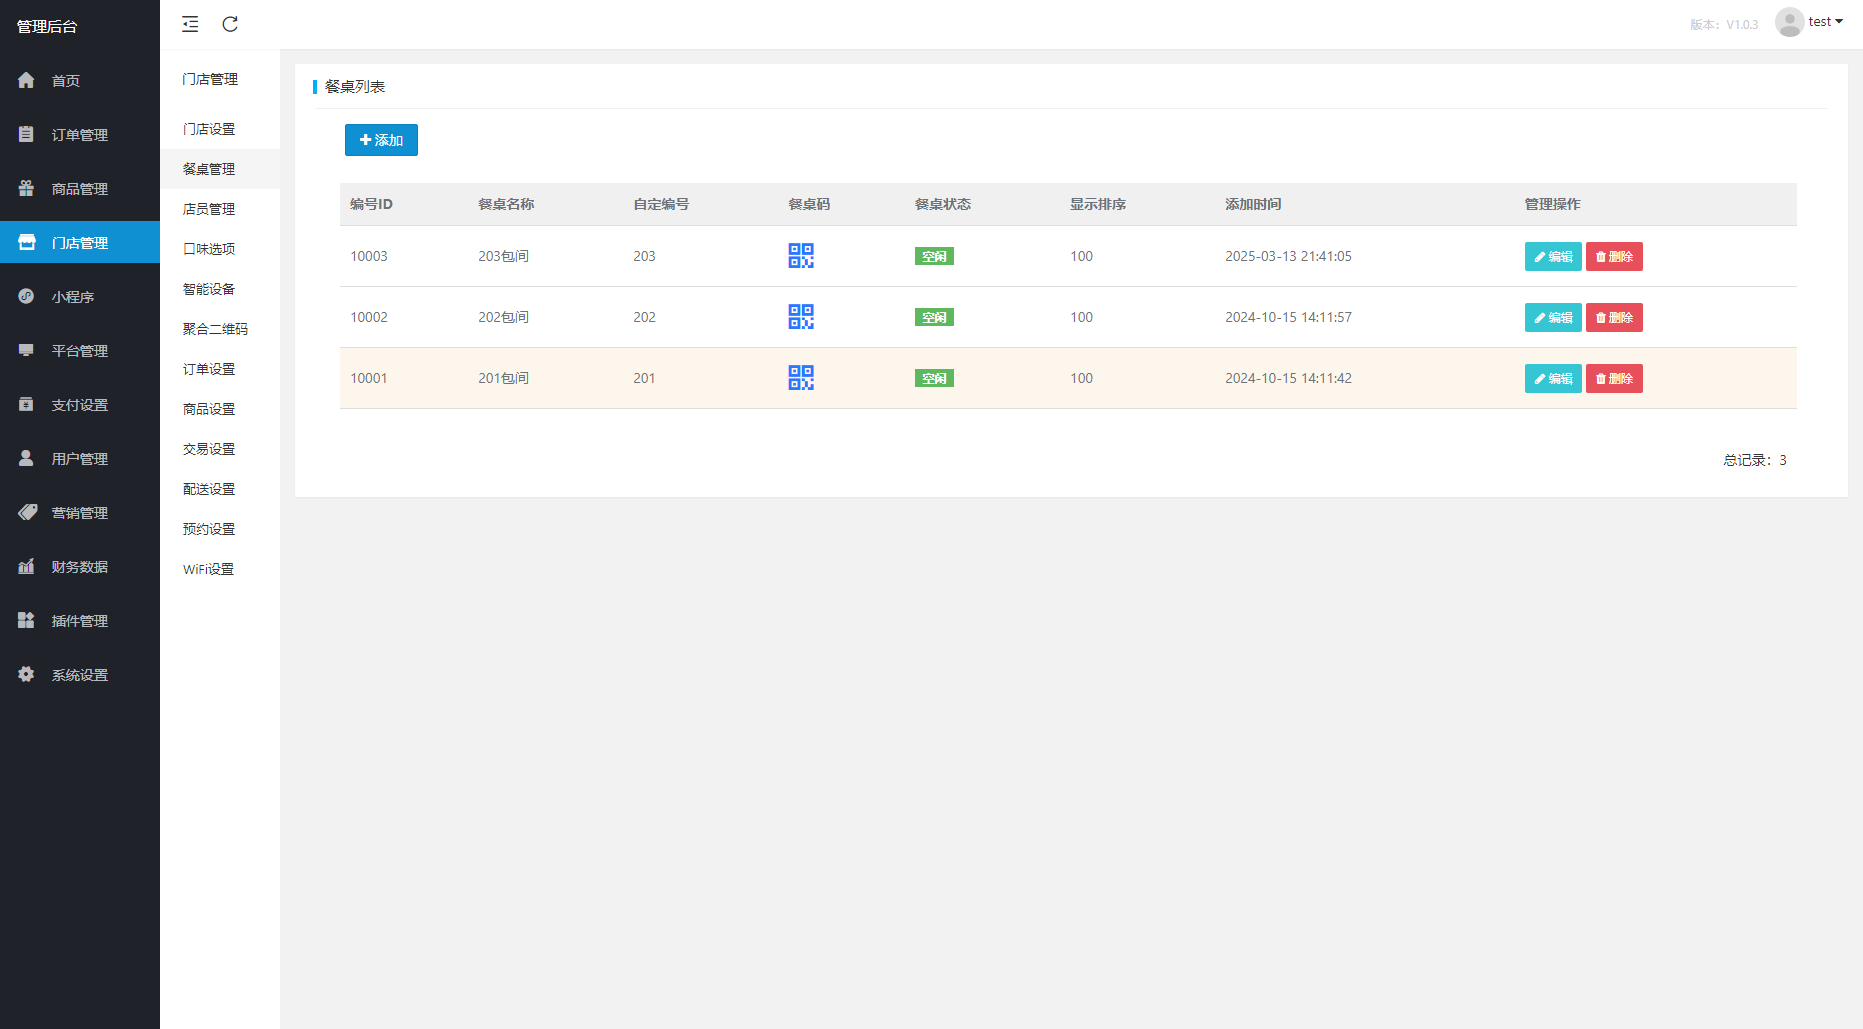 管理后台
首页
订单管理
商品管理
门店管理
小程序
平台管理
支付设置
用户管理
营销管理
财务数据
插件管理
系统设置
版本：V1.0.3
test
门店管理
门店设置
餐桌管理
店员管理
口味选项
智能设备
聚合二维码
订单设置
商品设置
交易设置
配送设置
预约设置
WiFi设置
餐桌列表
添加
编号ID 餐桌名称 自定编号 餐桌码 餐桌状态 显示排序 添加时间 管理操作
10003 203包间 203 空闲 100 2025-03-13 21:41:05 编辑 删除
10002 202包间 202 空闲 100 2024-10-15 14:11:57 编辑 删除
10001 201包间 201 空闲 100 2024-10-15 14:11:42 编辑 删除
总记录：3